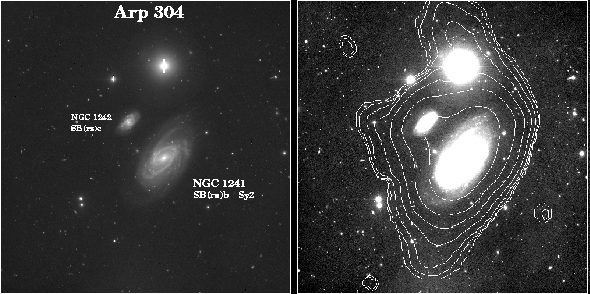 Arp 304
NGC 1242
SB(rs)c
NGC 1241
SB(rs)b Sy2